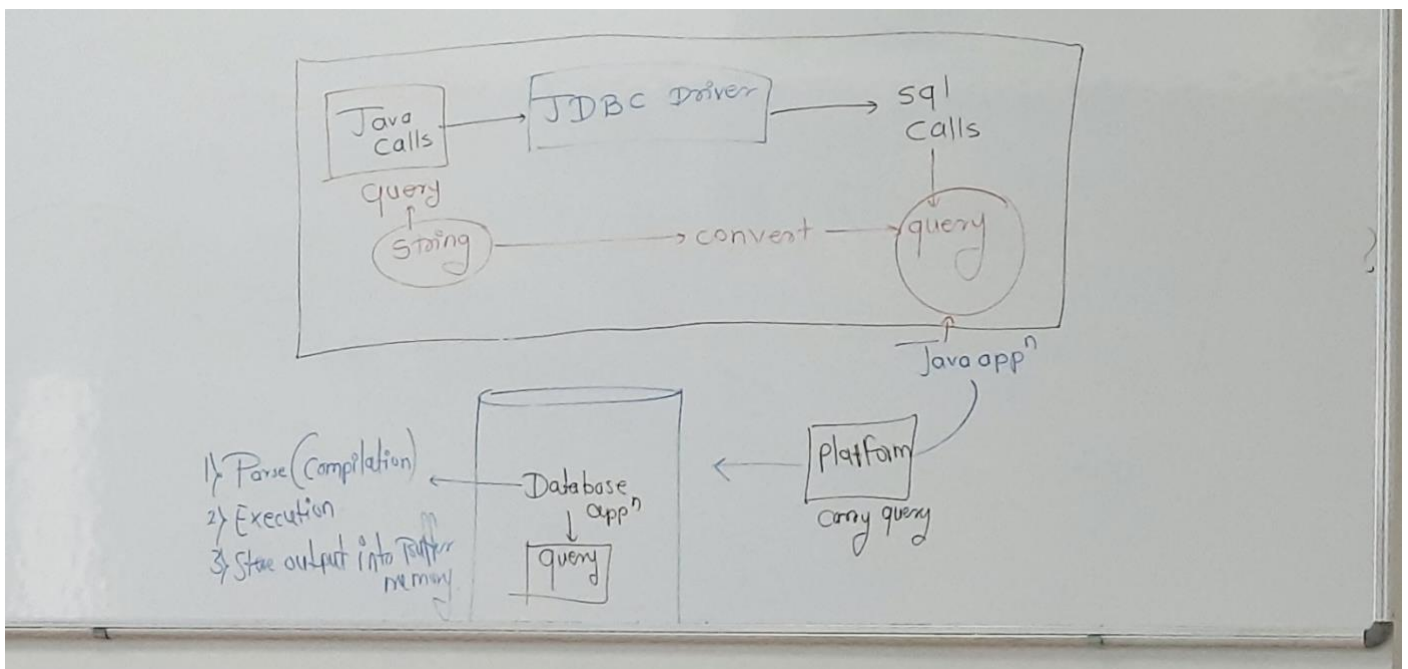 Java
calls
JDBC Driver
sql
calls
query
string
convert
query
Java appⁿ
Platform
carry query
Database
appⁿ
query
1) Parse (Compilation)
2) Execution
3) Store output into Buffer
memory